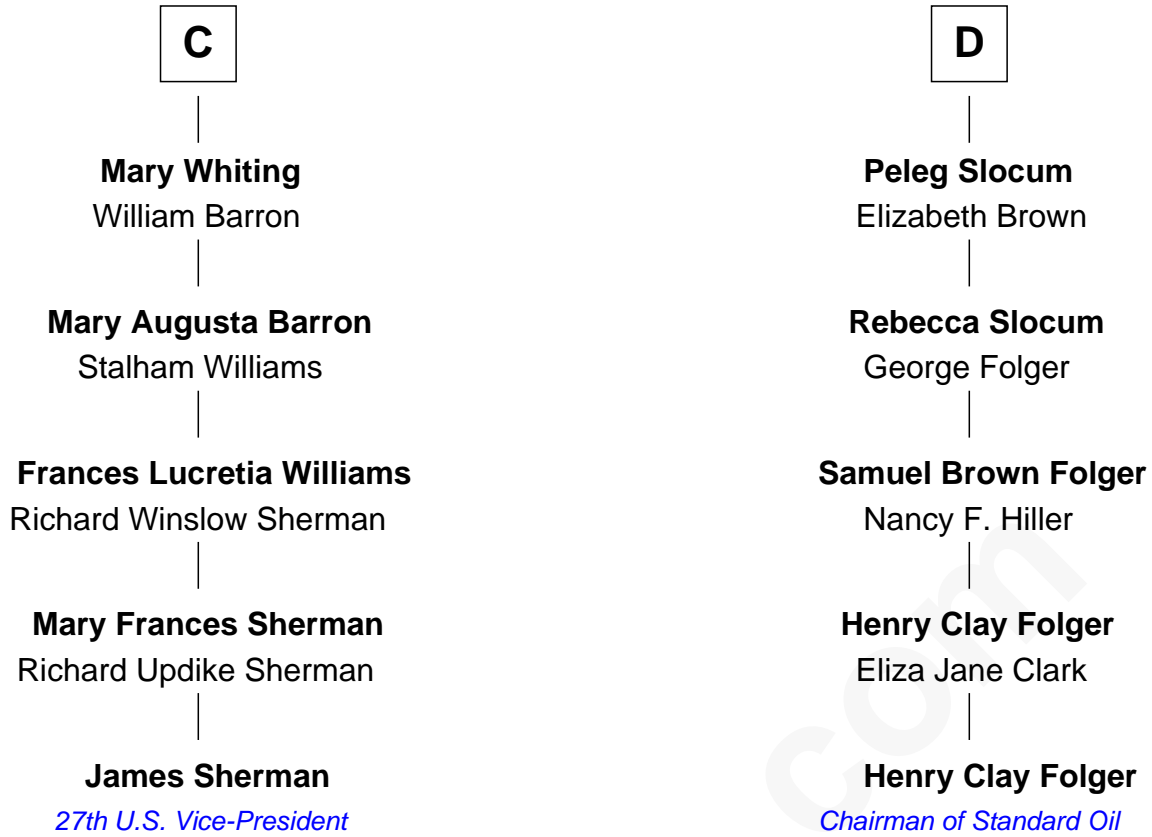 C
Mary Whiting
William Barron
Mary Augusta Barron
Stalham Williams
Frances Lucretia Williams
Richard Winslow Sherman
Mary Frances Sherman
Richard Updike Sherman
James Sherman
27th U.S. Vice-President
D
Peleg Slocum
Elizabeth Brown
Rebecca Slocum
George Folger
Samuel Brown Folger
Nancy F. Hiller
Henry Clay Folger
Eliza Jane Clark
Henry Clay Folger
Chairman of Standard Oil
com